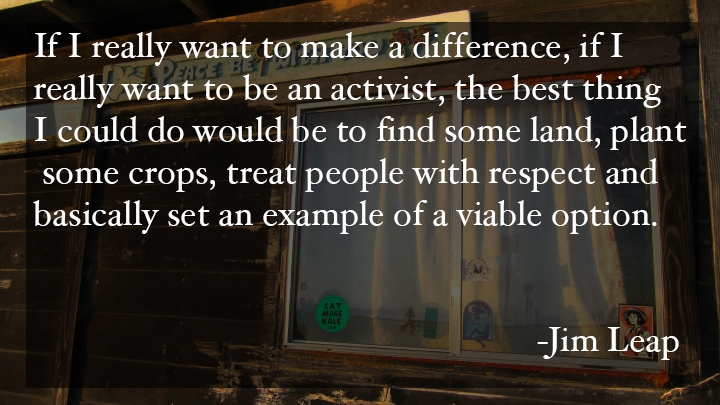 If I really want to make a difference, if I
really want to be an activist, the best thing
I could do would be to find some land, plant
some crops, treat people with respect and
basically set an example of a viable option.
EAT
MORE
KALE
-Jim Leap